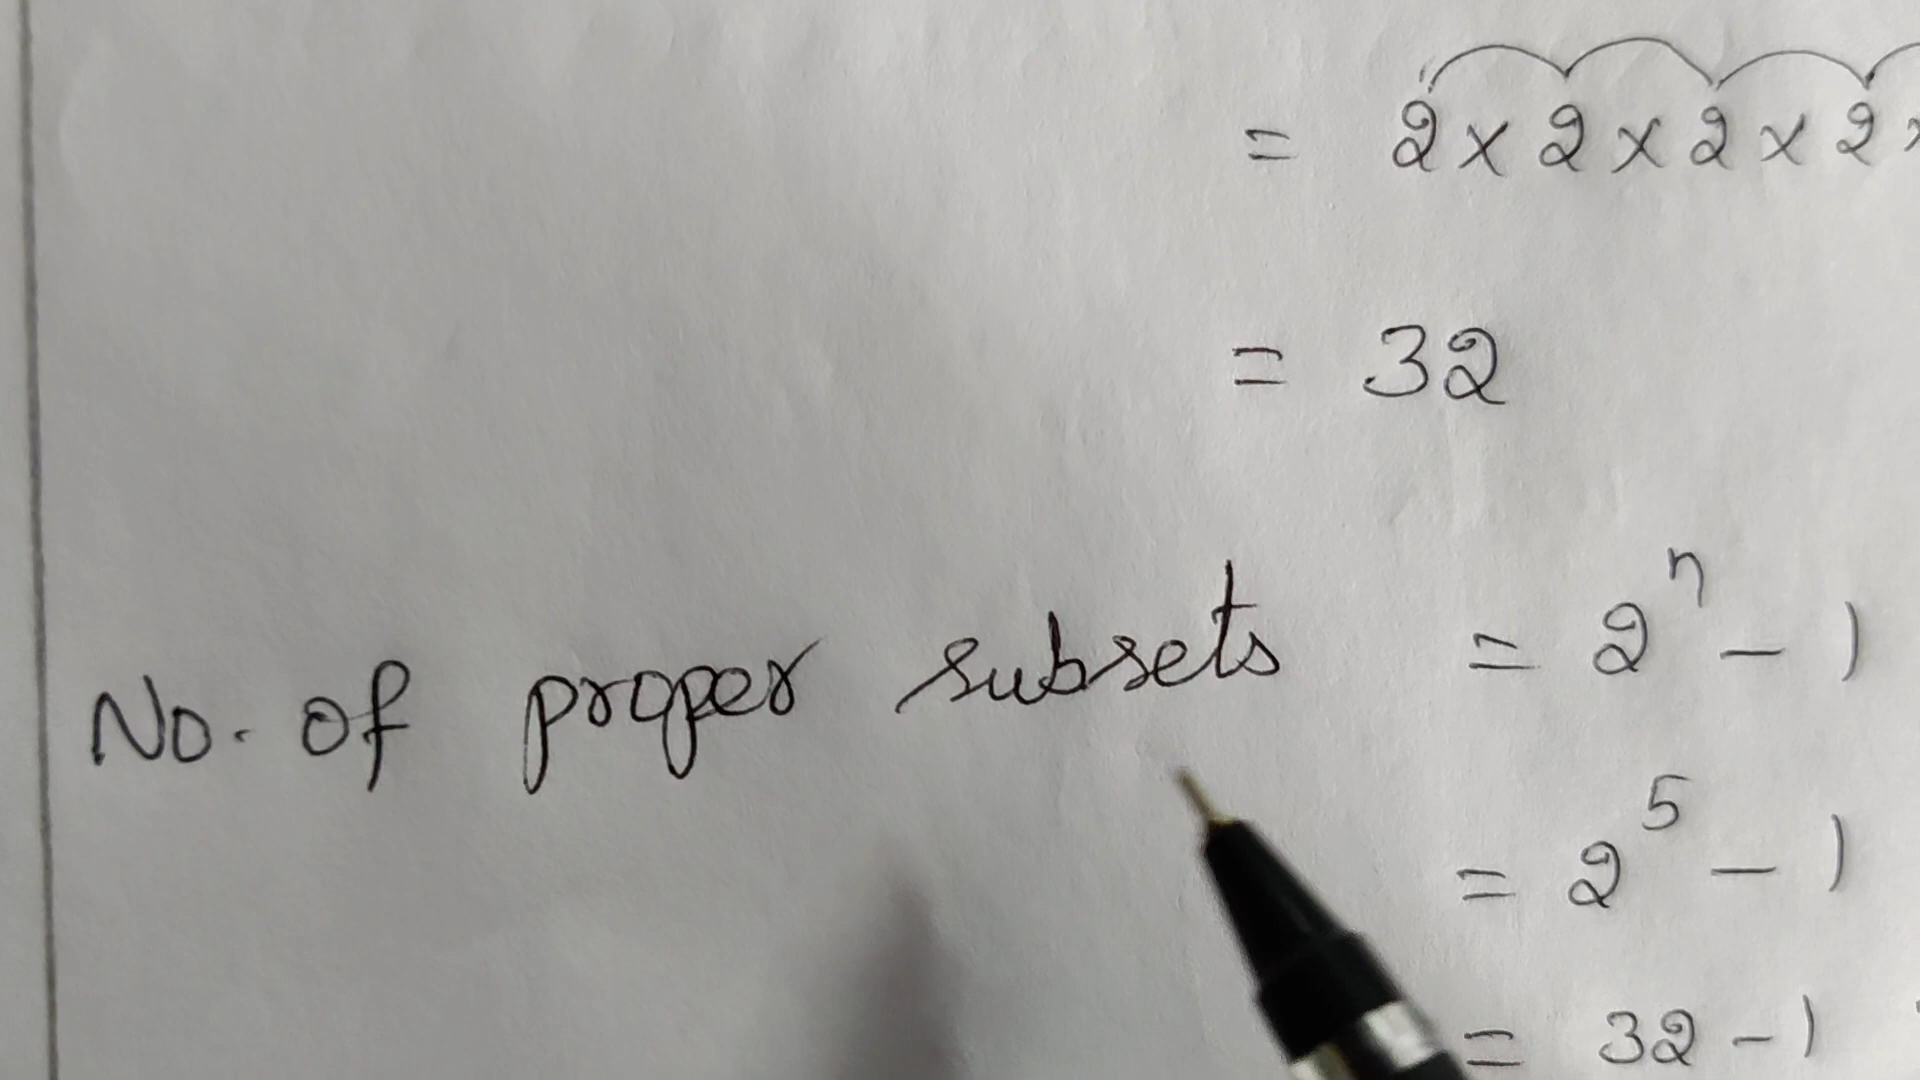 = 2 × 2 × 2 × 2 ×
= 32
No. of proper subsets = 2ⁿ - 1
= 2⁵ - 1
= 32 - 1